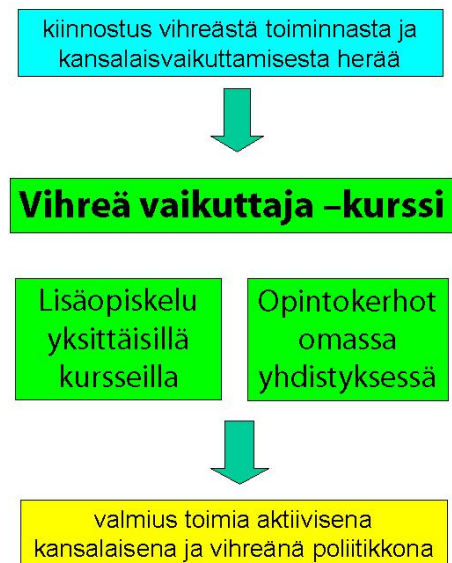 kiinnostus vihreästä toiminnasta ja
kansalaisvaikuttamisesta herää
Vihreä vaikuttaja –kurssi
Lisäopiskelu
yksittäisillä
kursseilla
Opintokerhot
omassa
yhdistyksessä
valmius toimia aktiivisena
kansalaisena ja vihreänä poliitikkona